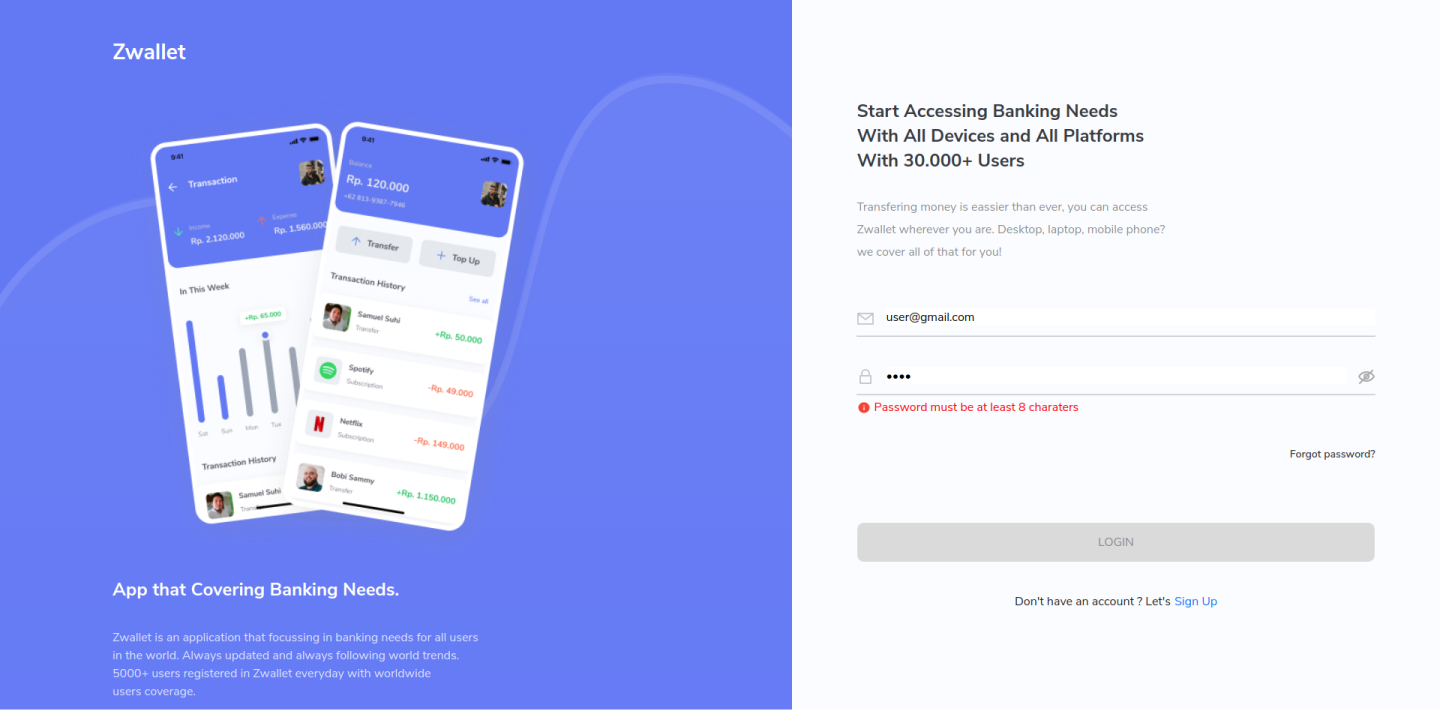 Zwallet
9:41
Transaction
Income
Rp. 2.120.000
Expense
Rp. 1.560.000
In This Week
+Rp. 65.000
Sat
Sun
Mon
Tue
Transaction History
Samuel Suhi
9:41
Balance
Rp. 120.000
+62 813-9387-7946
Transfer
Top Up
Transaction History
See all
Samuel Suhi
Transfer
+Rp. 50.000
Spotify
Subscription
-Rp. 49.000
Netflix
Subscription
-Rp. 149.000
Bobi Sammy
Transfer
+Rp. 1.150.000
App that Covering Banking Needs.
Zwallet is an application that focussing in banking needs for all users
in the world. Always updated and always following world trends.
5000+ users registered in Zwallet everyday with worldwide
users coverage.
Start Accessing Banking Needs
With All Devices and All Platforms
With 30.000+ Users
Transfering money is eassier than ever, you can access
Zwallet wherever you are. Desktop, laptop, mobile phone?
we cover all of that for you!
user@gmail.com
••••
Password must be at least 8 charaters
Forgot password?
LOGIN
Don't have an account ? Let's Sign Up